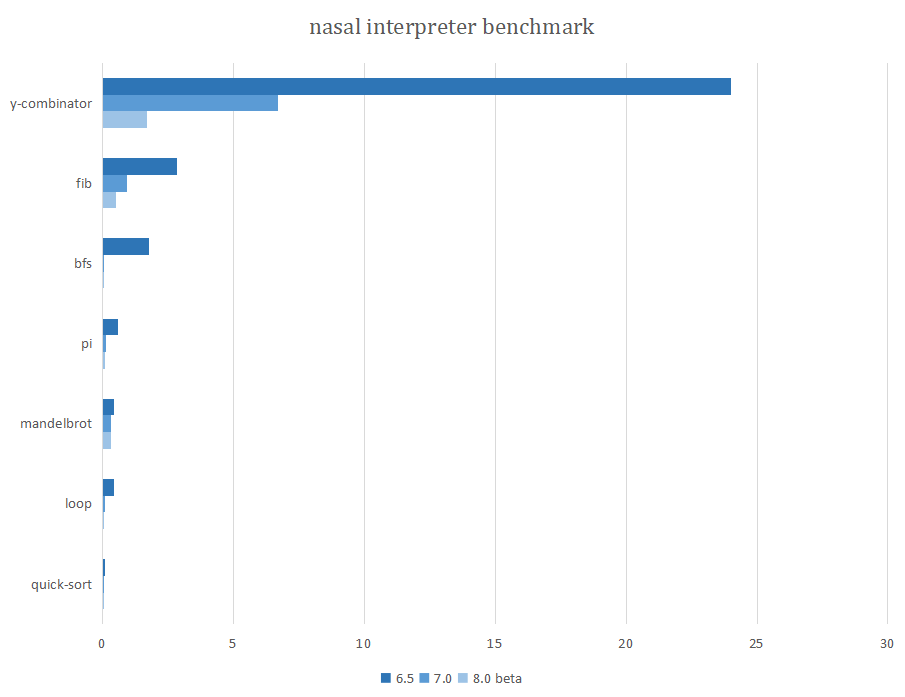 nasal interpreter benchmark
y-combinator
fib
bfs
pi
mandelbrot
loop
quick-sort
0 5 10 15 20 25 30
6.5 7.0 8.0 beta